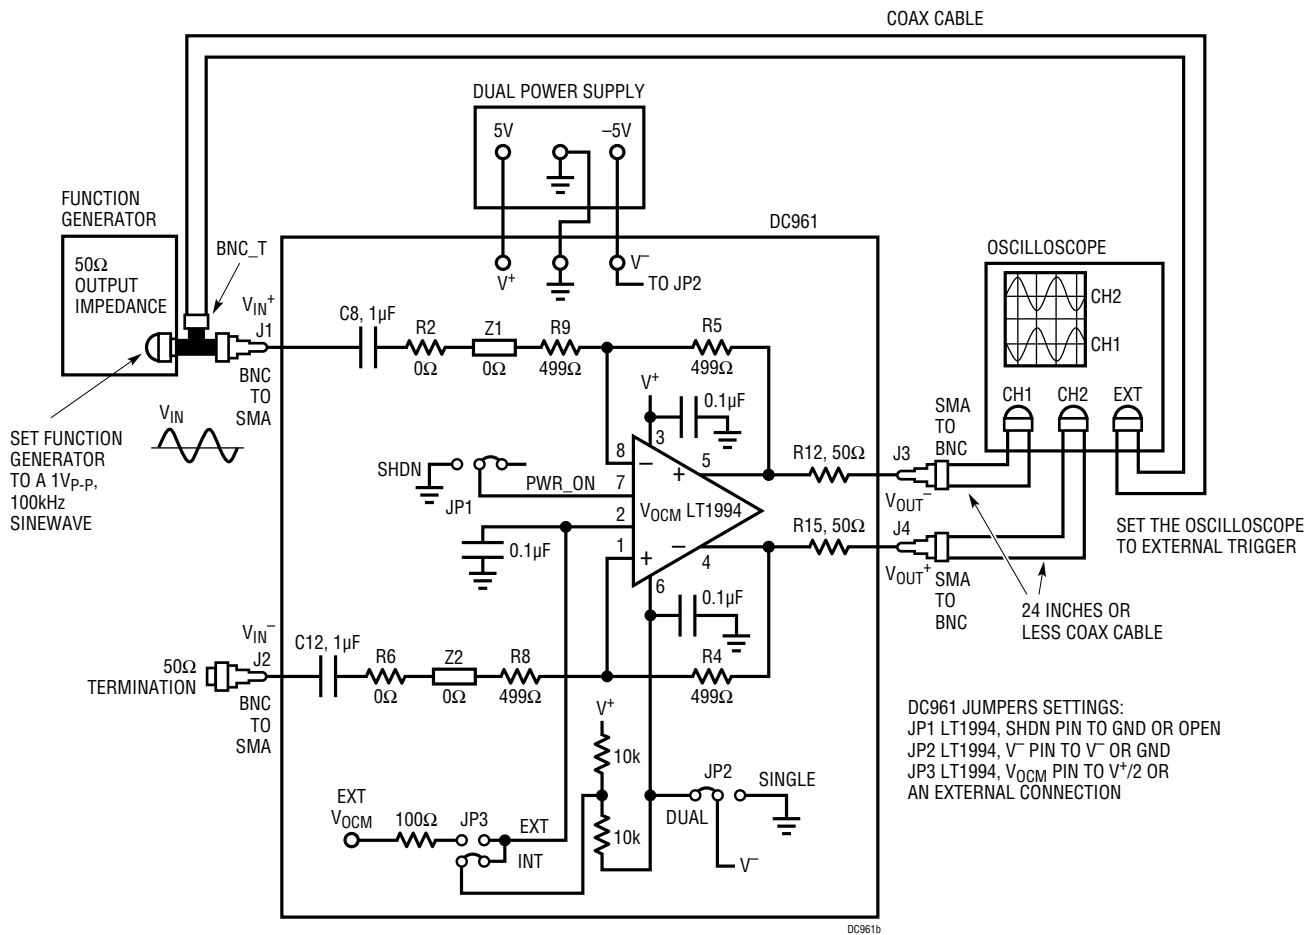 COAX CABLE
DUAL POWER SUPPLY
5V
–5V
FUNCTION
GENERATOR
50Ω
OUTPUT
IMPEDANCE
BNC_T
DC961
V+
V–
TO JP2
OSCILLOSCOPE
CH2
CH1
CH1
CH2
EXT
VIN+
J1
BNC
TO
SMA
C8, 1µF
R2
0Ω
Z1
0Ω
R9
499Ω
R5
499Ω
V+
0.1µF
3
SET FUNCTION
GENERATOR
TO A 1VP-P,
100kHz
SINEWAVE
VIN
SHDN
JP1
PWR_ON
8
–
7
2
VOCM LT1994
1
+
+
5
–
4
6
0.1µF
0.1µF
R12, 50Ω
J3
VOUT–
SMA
TO
BNC
R15, 50Ω
J4
VOUT+
SMA
TO
BNC
SET THE OSCILLOSCOPE
TO EXTERNAL TRIGGER
24 INCHES OR
LESS COAX CABLE
VIN–
J2
50Ω
TERMINATION
BNC
TO
SMA
C12, 1µF
R6
0Ω
Z2
0Ω
R8
499Ω
R4
499Ω
V+
10k
10k
JP2
SINGLE
DUAL
V–
EXT
VOCM
100Ω
JP3
EXT
INT
DC961 JUMPERS SETTINGS:
JP1 LT1994, SHDN PIN TO GND OR OPEN
JP2 LT1994, V– PIN TO V– OR GND
JP3 LT1994, VOCM PIN TO V+/2 OR
AN EXTERNAL CONNECTION
DC961b